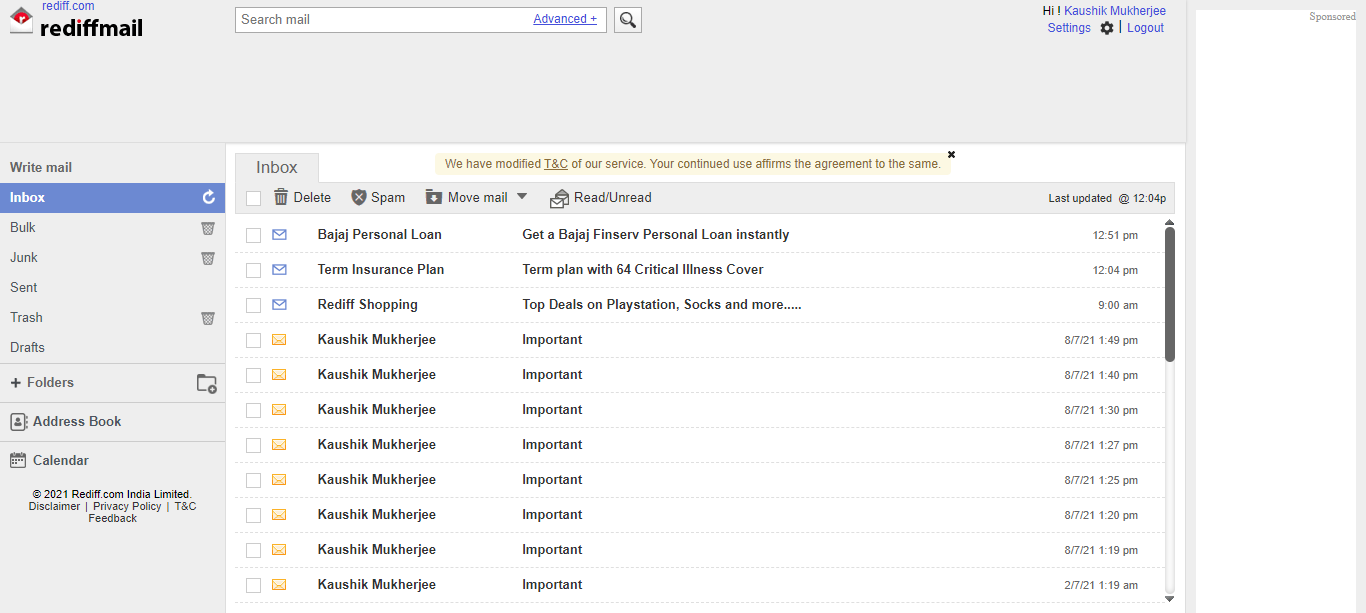 rediff.com
rediffmail
Search mail Advanced +
Hi ! Kaushik Mukherjee
Settings | Logout
Sponsored
Write mail
Inbox
Bulk
Junk
Sent
Trash
Drafts
+ Folders
Address Book
Calendar
© 2021 Rediff.com India Limited.
Disclaimer | Privacy Policy | T&C
Feedback
Inbox
We have modified T&C of our service. Your continued use affirms the agreement to the same.
Delete Spam Move mail Read/Unread Last updated @ 12:04p
Bajaj Personal Loan Get a Bajaj Finserv Personal Loan instantly 12:51 pm
Term Insurance Plan Term plan with 64 Critical Illness Cover 12:04 pm
Rediff Shopping Top Deals on Playstation, Socks and more..... 9:00 am
Kaushik Mukherjee Important 8/7/21 1:49 pm
Kaushik Mukherjee Important 8/7/21 1:40 pm
Kaushik Mukherjee Important 8/7/21 1:30 pm
Kaushik Mukherjee Important 8/7/21 1:27 pm
Kaushik Mukherjee Important 8/7/21 1:25 pm
Kaushik Mukherjee Important 8/7/21 1:20 pm
Kaushik Mukherjee Important 8/7/21 1:19 pm
Kaushik Mukherjee Important 2/7/21 1:19 am